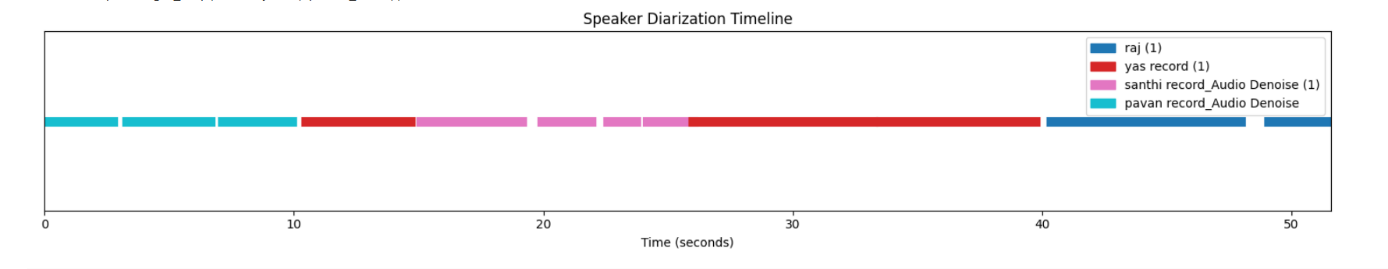 Speaker Diarization Timeline
raj (1)
yas record (1)
santhi record_Audio Denoise (1)
pavan record_Audio Denoise
0 10 20 30 40 50
Time (seconds)